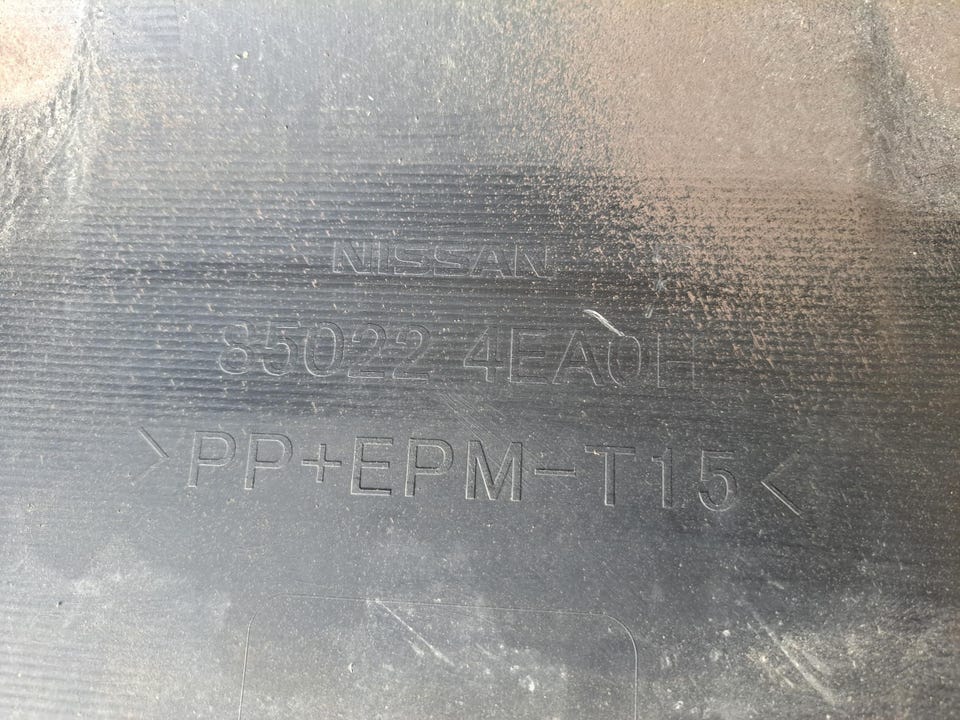 NISSAN
85022 4EA0H
>PP+EPM-T15<